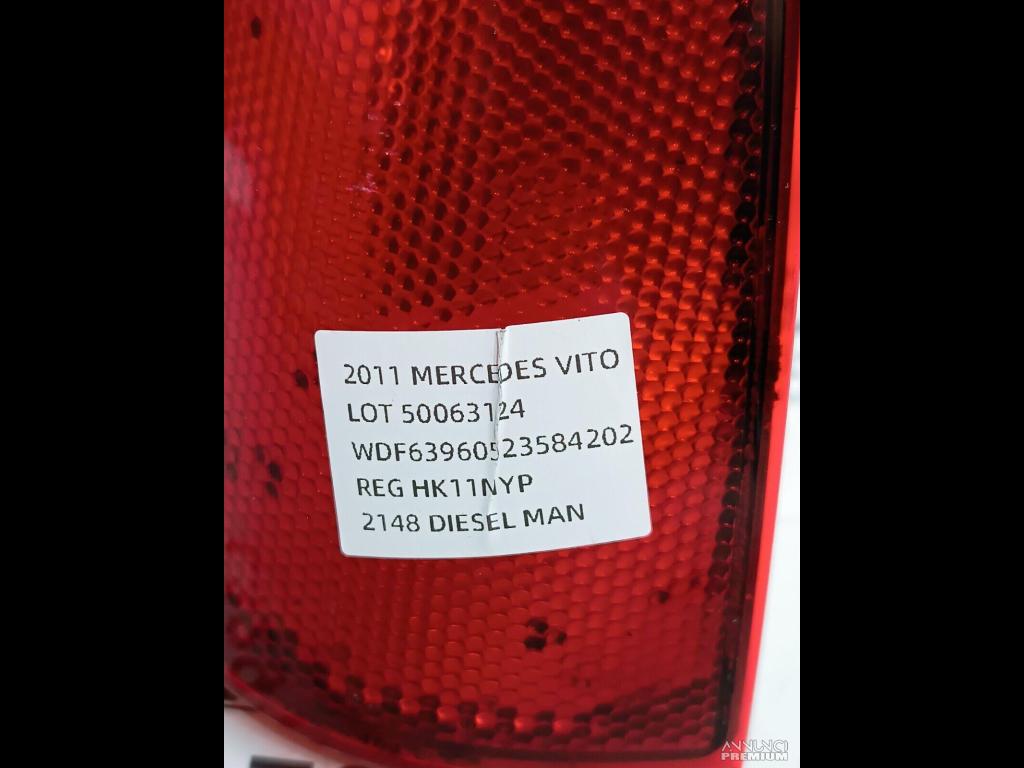 2011 MERCEDES VITO
LOT 50063124
WDF63960523584202
REG HK11NYP
2148 DIESEL MAN
ANNUNCI
PREMIUM